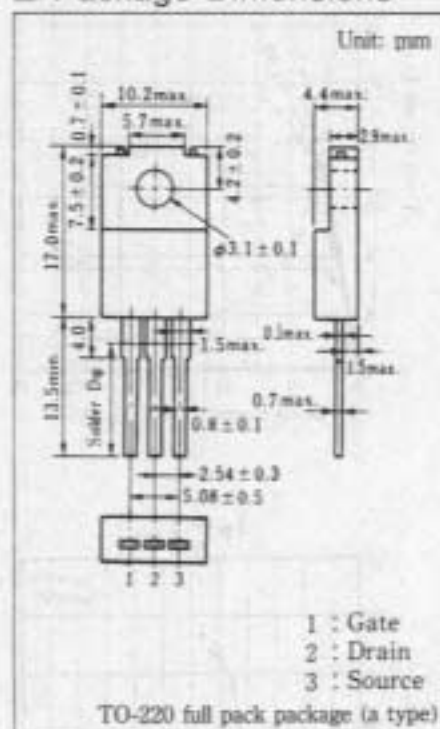 Unit: mm
10.2max.
5.7max.
4.4max.
2.9max.
0.7±0.1
7.5±0.2
17.0max.
4.2±0.2
φ3.1±0.1
4.0
13.5min.
Solder Dip
1.5max.
0.8±0.1
2.54±0.3
5.08±0.5
1.5max.
0.7max.
1 2 3
1 : Gate
2 : Drain
3 : Source
TO-220 full pack package (a type)